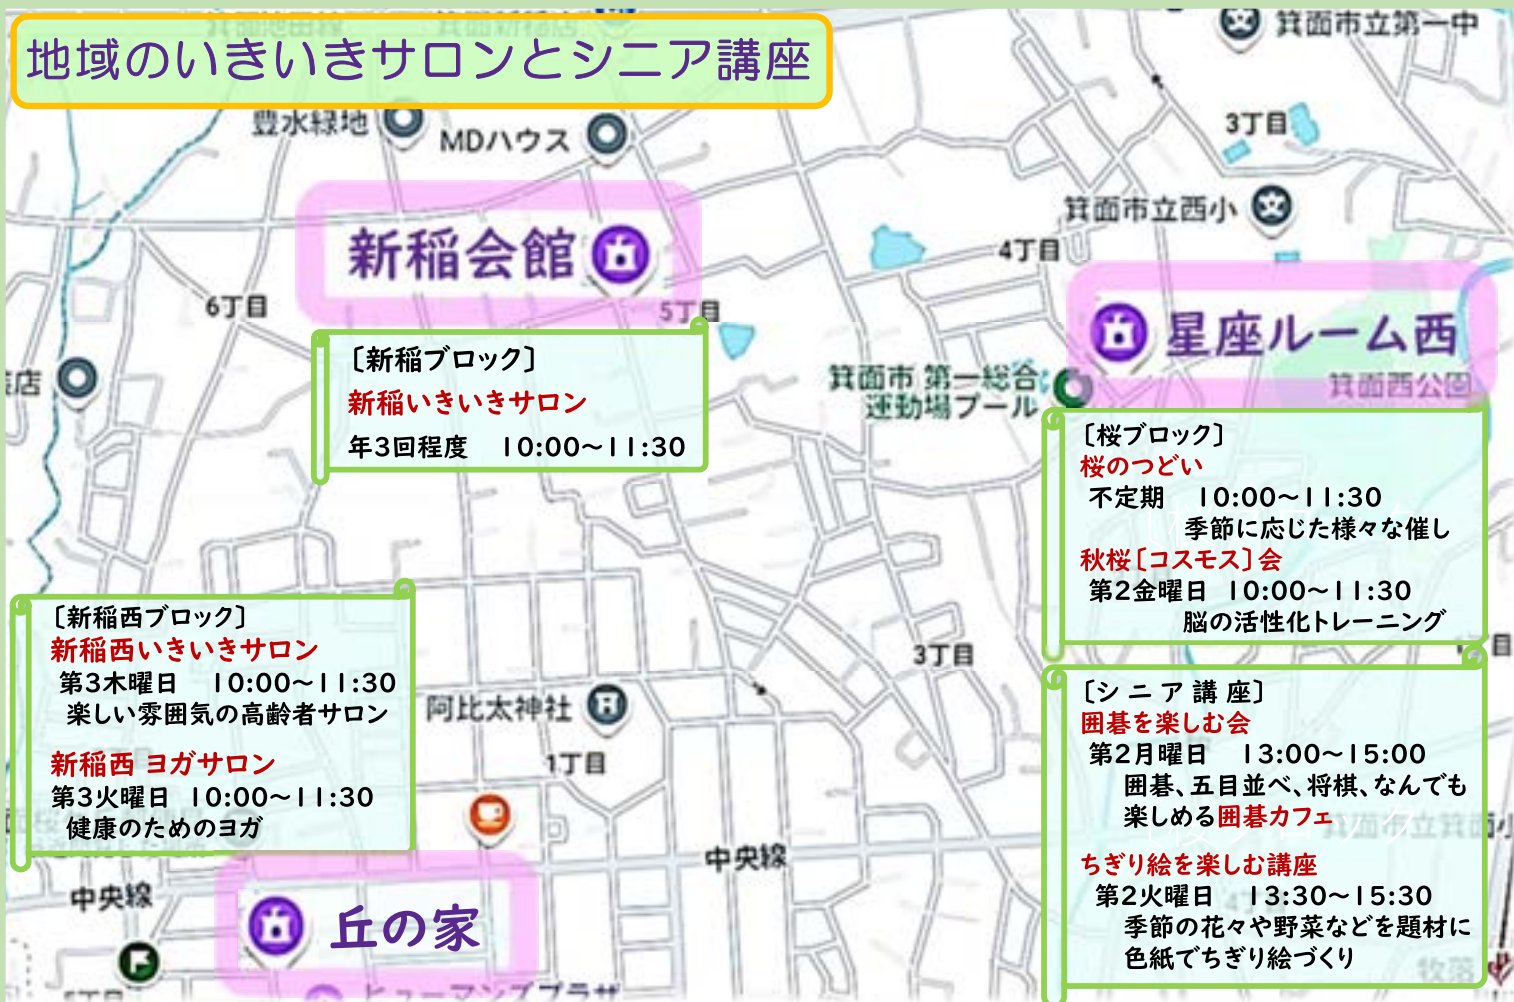 地域のいきいきサロンとシニア講座
箕面市立第一中
豊水緑地
MDハウス
3丁目
箕面市立西小
新稲会館
4丁目
6丁目
5丁目
星座ルーム西
箕面市 第一総合
運動場プール
箕面西公園
店
〔新稲ブロック〕
新稲いきいきサロン
年3回程度 10:00～11:30
〔桜ブロック〕
桜のつどい
不定期 10:00～11:30
季節に応じた様々な催し
秋桜〔コスモス〕会
第2金曜日 10:00～11:30
脳の活性化トレーニング
〔新稲西ブロック〕
新稲西いきいきサロン
第3木曜日 10:00～11:30
楽しい雰囲気の高齢者サロン
新稲西 ヨガサロン
第3火曜日 10:00～11:30
健康のためのヨガ
3丁目
阿比太神社
1丁目
〔シニア講座〕
囲碁を楽しむ会
第2月曜日 13:00～15:00
囲碁、五目並べ、将棋、なんでも
楽しめる囲碁カフェ
ちぎり絵を楽しむ講座
第2火曜日 13:30～15:30
季節の花々や野菜などを題材に
色紙でちぎり絵づくり
中央線
中央線
丘の家
ヒューマンズプラザ
牧落